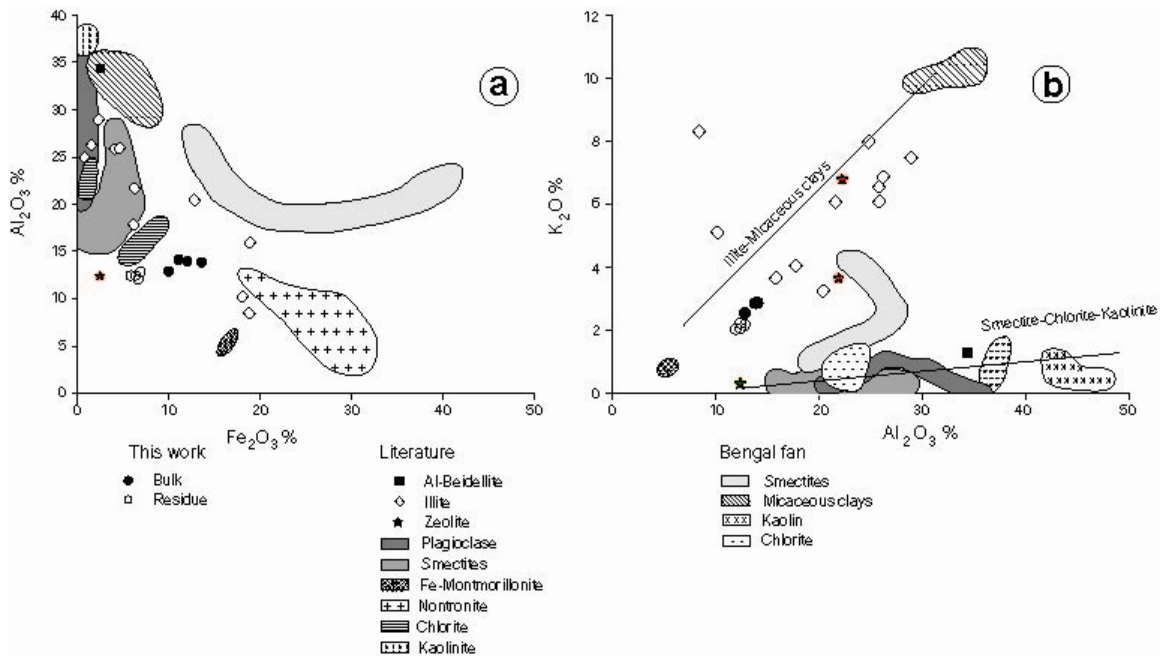 a
40
35
30
25
20
15
10
5
0
Al2O3 %
0 10 20 30 40 50
Fe2O3 %
b
12
10
8
6
4
2
0
K2O %
Illite-Micaceous clays
Smectite-Chlorite-Kaolinite
0 10 20 30 40 50
Al2O3 %
This work
Bulk
Residue
Literature
Al-Beidellite
Illite
Zeolite
Plagioclase
Smectites
Fe-Montmorillonite
Nontronite
Chlorite
Kaolinite
Bengal fan
Smectites
Micaceous clays
Kaolin
Chlorite